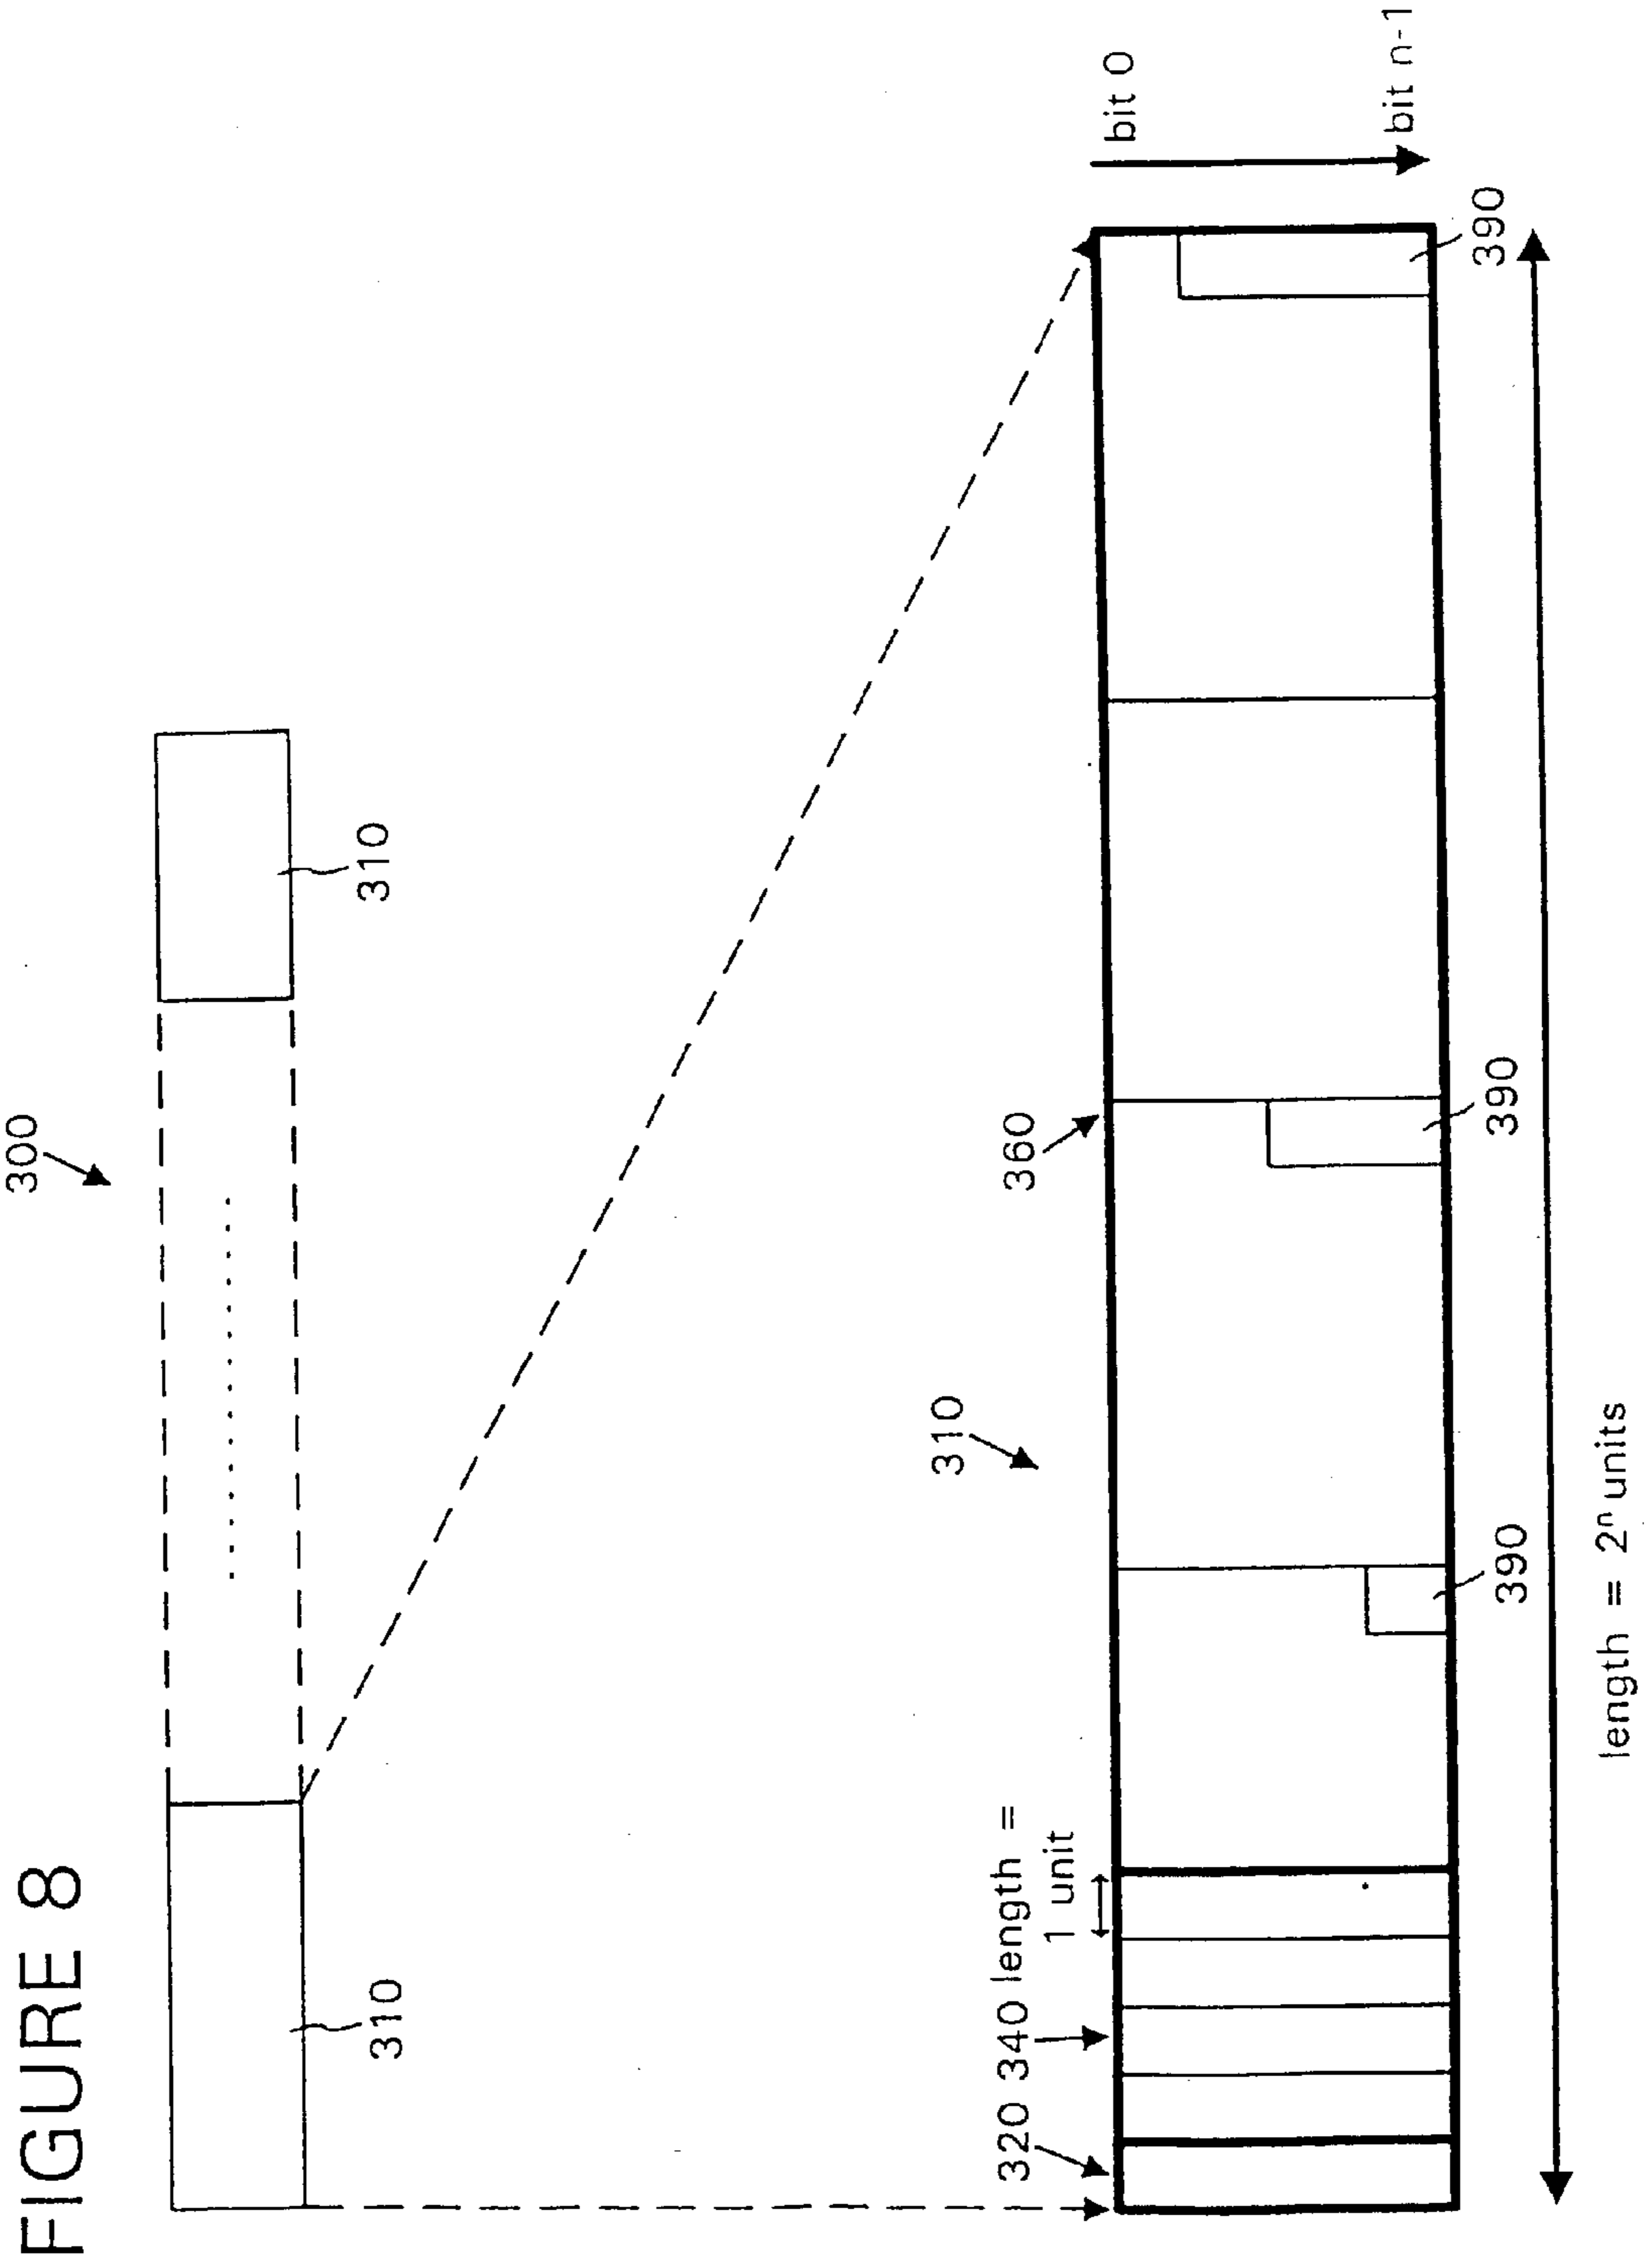 FIGURE 8
300
310
310
310
320
340
length =
1 unit
360
bit 0
bit n-1
390
390
390
length = 2ⁿ units